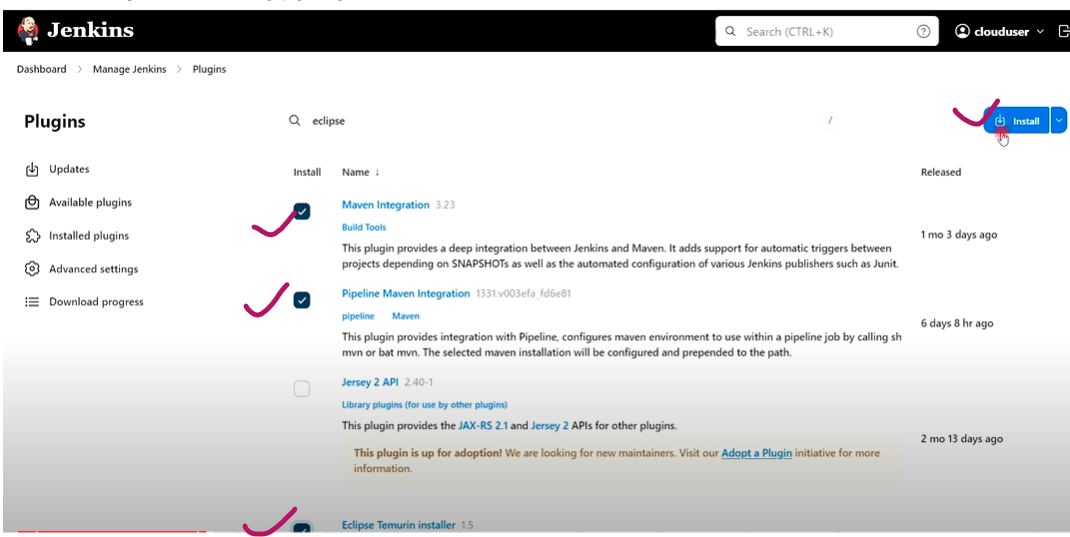 Jenkins
Search (CTRL+K)
clouduser
Dashboard > Manage Jenkins > Plugins
Plugins
eclipse
/
Install
Updates
Available plugins
Installed plugins
Advanced settings
Download progress
Install Name ↓ Released
Maven Integration 3.23
Build Tools
This plugin provides a deep integration between Jenkins and Maven. It adds support for automatic triggers between
projects depending on SNAPSHOTs as well as the automated configuration of various Jenkins publishers such as Junit.
1 mo 3 days ago
Pipeline Maven Integration 1331.v003efa_fd6e81
pipeline Maven
This plugin provides integration with Pipeline, configures maven environment to use within a pipeline job by calling sh
mvn or bat mvn. The selected maven installation will be configured and prepended to the path.
6 days 8 hr ago
Jersey 2 API 2.40-1
Library plugins (for use by other plugins)
This plugin provides the JAX-RS 2.1 and Jersey 2 APIs for other plugins.
This plugin is up for adoption! We are looking for new maintainers. Visit our Adopt a Plugin initiative for more
information.
2 mo 13 days ago
Eclipse Temurin installer 1.5